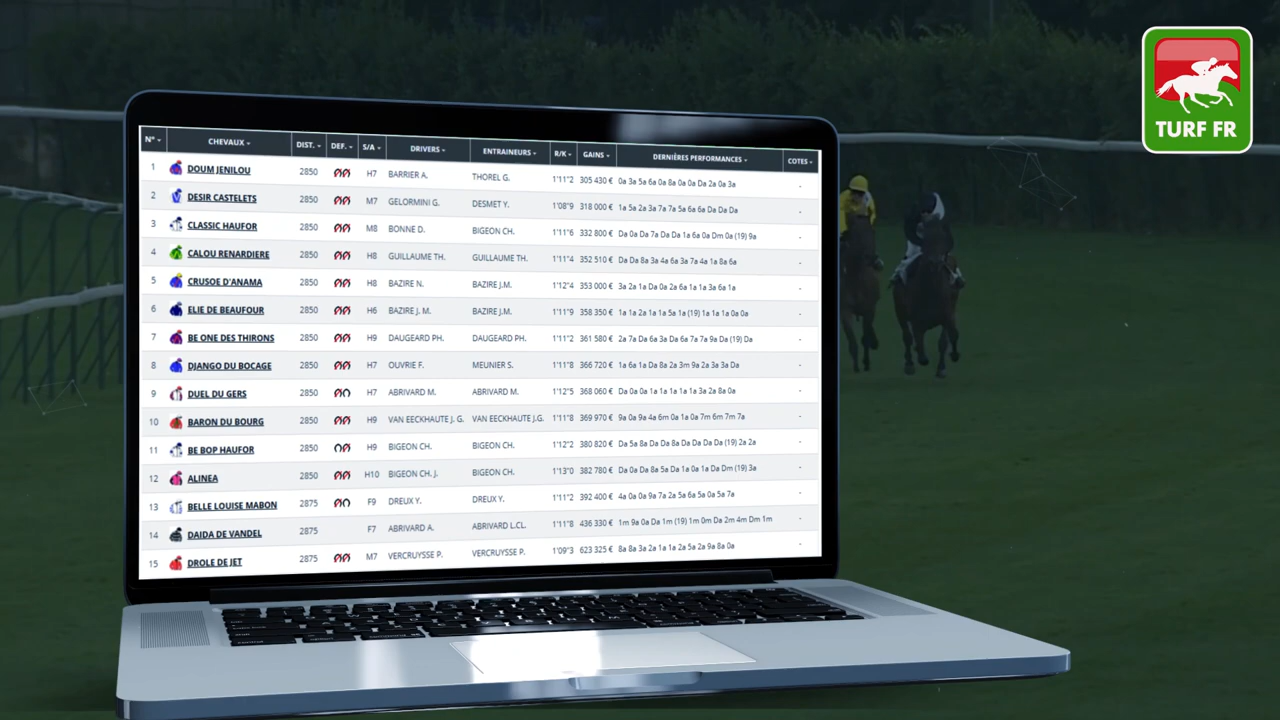 TURF FR
N° CHEVAUX DIST. DEF. S/A DRIVERS ENTRAINEURS R/K GAINS DERNIÈRES PERFORMANCES COTES
1 DOUM JENILOU 2850 H7 BARRIER A. THOREL G. 1'11"2 305 430 € 0a 3a 5a 6a 0a 8a 0a 0a Da 2a 0a 3a -
2 DESIR CASTELETS 2850 M7 GELORMINI G. DESMET Y. 1'08"9 318 000 € 1a 5a 2a 3a 7a 7a 5a 6a 6a Da Da Da -
3 CLASSIC HAUFOR 2850 M8 BONNE D. BIGEON CH. 1'11"6 332 800 € Da 0a Da 7a Da Da 1a 6a 0a Dm 0a (19) 9a -
4 CALOU RENARDIERE 2850 H8 GUILLAUME TH. GUILLAUME TH. 1'11"4 352 510 € Da Da 8a 3a 4a 6a 3a 7a 4a 1a 8a 6a -
5 CRUSOE D'ANAMA 2850 H8 BAZIRE N. BAZIRE J.M. 1'12"4 353 000 € 3a 2a 1a Da 0a 2a 6a 1a 1a 3a 6a 1a -
6 ELIE DE BEAUFOUR 2850 H6 BAZIRE J. M. BAZIRE J.M. 1'11"9 358 350 € 1a 1a 2a 1a 1a 5a 1a (19) 1a 1a 1a 0a 0a -
7 BE ONE DES THIRONS 2850 H9 DAUGEARD PH. DAUGEARD PH. 1'11"2 361 580 € 2a 7a Da 6a 3a Da 6a 7a 7a 9a Da (19) Da -
8 DJANGO DU BOCAGE 2850 H7 OUVRIE F. MEUNIER S. 1'11"8 366 720 € 1a 6a 1a Da 8a 2a 3m 9a 2a 3a 3a Da -
9 DUEL DU GERS 2850 H7 ABRIVARD M. ABRIVARD M. 1'12"5 368 060 € Da 0a 0a 1a 1a 1a 1a 1a 3a 2a 8a 0a -
10 BARON DU BOURG 2850 H9 VAN EECKHAUTE J. G. VAN EECKHAUTE J.G. 1'11"8 369 970 € 9a 0a 9a 4a 6m 0a 1a 0a 7m 6m 7m 7a -
11 BE BOP HAUFOR 2850 H9 BIGEON CH. BIGEON CH. 1'12"2 380 820 € Da 5a 8a Da Da 8a Da Da Da Da (19) 2a 2a -
12 ALINEA 2850 H10 BIGEON CH. J. BIGEON CH. 1'13"0 382 780 € Da 0a Da 8a 5a Da 1a 0a 1a Da Dm (19) 3a -
13 BELLE LOUISE MABON 2875 F9 DREUX Y. DREUX Y. 1'11"2 392 400 € 4a 0a 0a 9a 7a 2a 5a 6a 5a 0a 5a 7a -
14 DAIDA DE VANDEL 2875 F7 ABRIVARD A. ABRIVARD L.CL. 1'11"8 436 330 € 1m 9a 0a Da 1m (19) 1m 0m Da 2m 4m Dm 1m -
15 DROLE DE JET 2875 M7 VERCRUYSSE P. VERCRUYSSE P. 1'09"3 623 325 € 8a 8a 3a 2a 1a 1a 2a 5a 2a 9a 8a 0a -